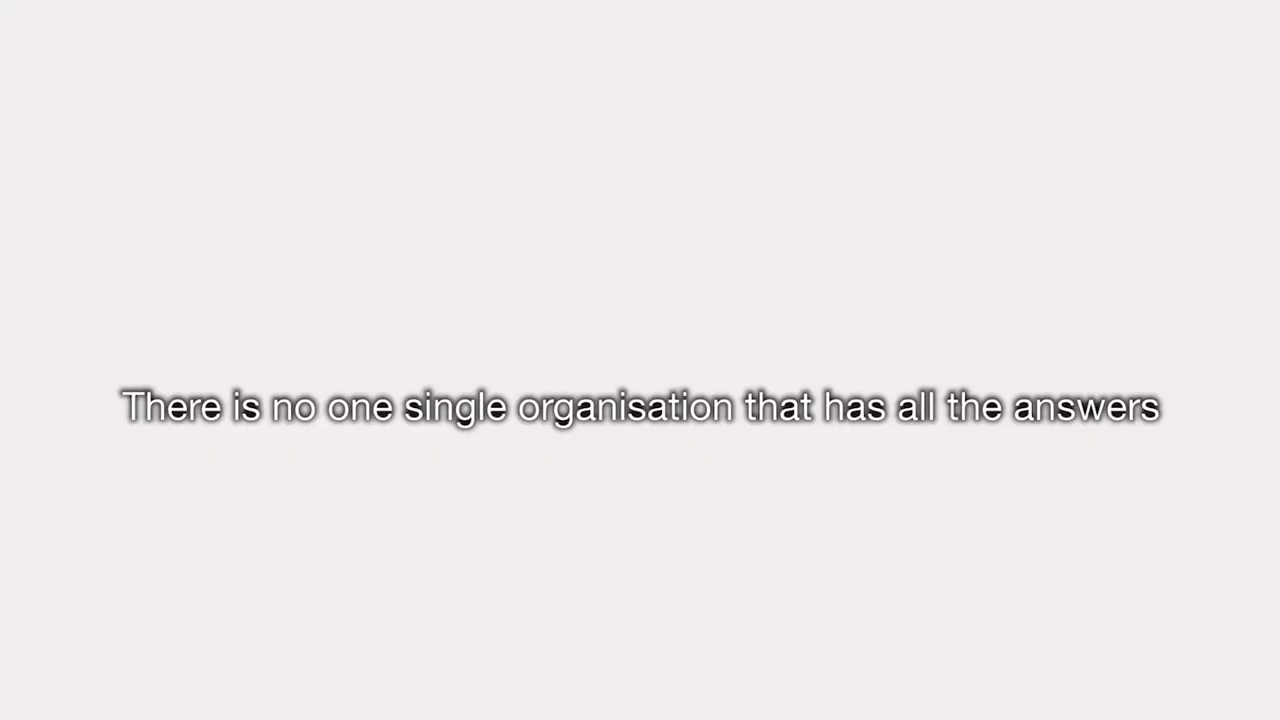 There is no one single organisation that has all the answers